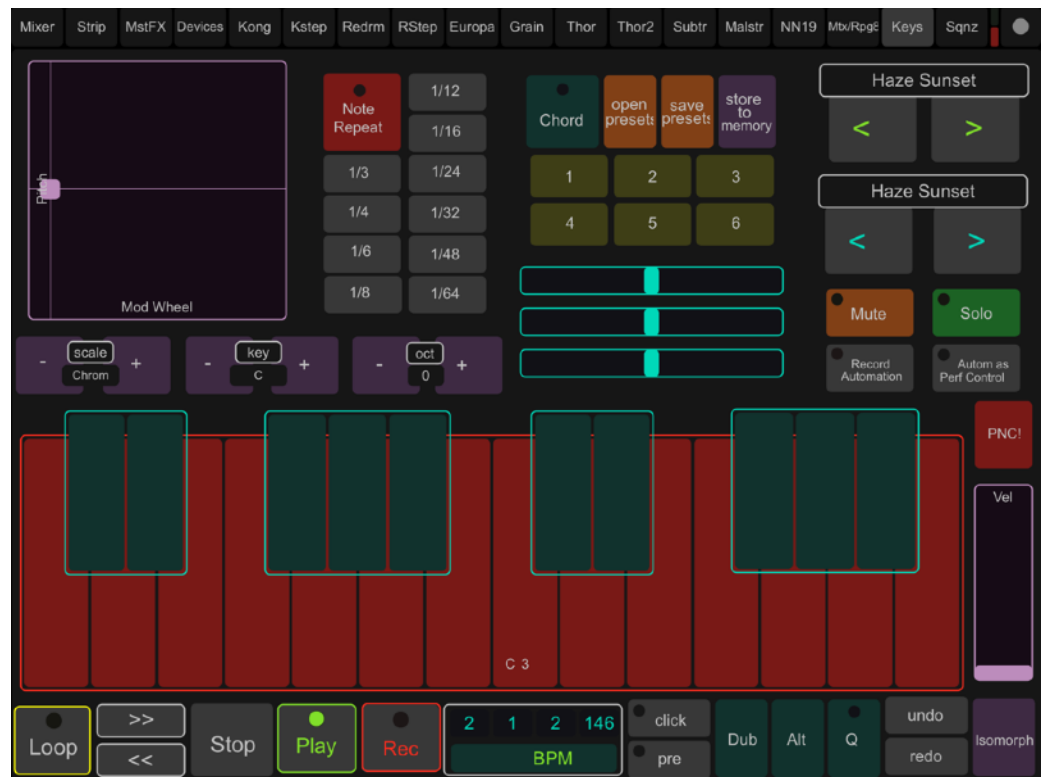 Mixer Strip MstFX Devices Kong Kstep Redrm RStep Europa Grain Thor Thor2 Subtr Malstr NN19 Mtx/Rpg8 Keys Sqnz
Pitch
Mod Wheel
Note
Repeat
1/12
1/16
1/3
1/24
1/4
1/32
1/6
1/48
1/8
1/64
Chord
open
presets
save
presets
store
to
memory
1 2 3
4 5 6
Haze Sunset
< >
Haze Sunset
< >
Mute
Solo
Record
Automation
Autom as
Perf Control
- scale +
Chrom
- key +
C
- oct +
0
PNC!
Vel
C 3
Loop
>>
<<
Stop
Play
Rec
2 1 2 146
BPM
click
pre
Dub
Alt
Q
undo
redo
Isomorph